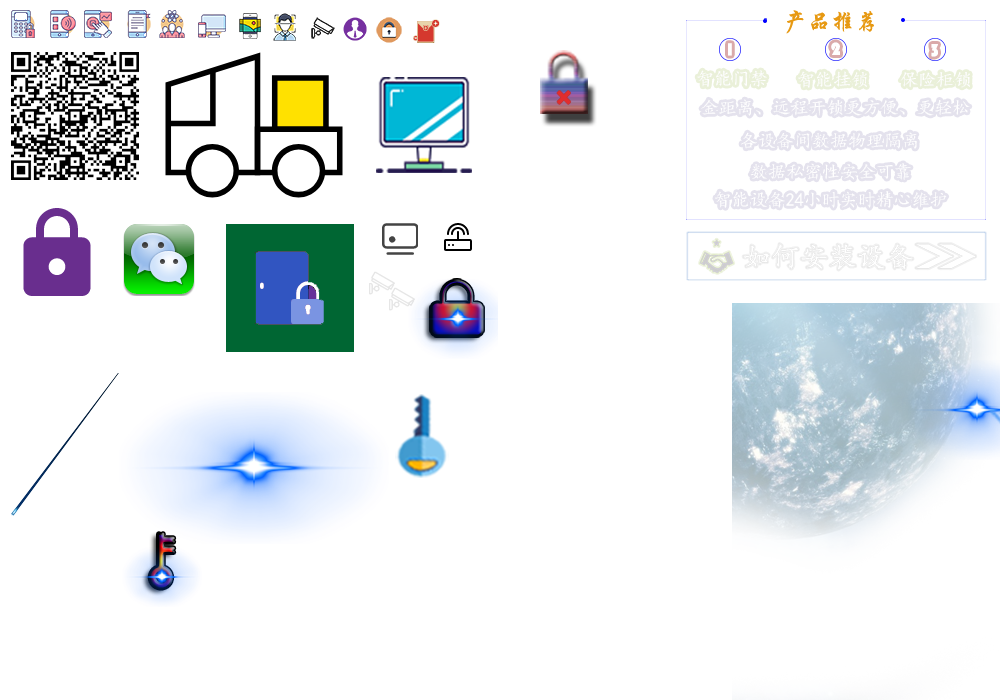 产品推荐
1 2 3
智能门禁 智能挂锁 保险柜锁
全距离、远程开锁更方便、更轻松
各设备间数据物理隔离
数据私密性安全可靠
智能设备24小时实时精心维护
如何安装设备